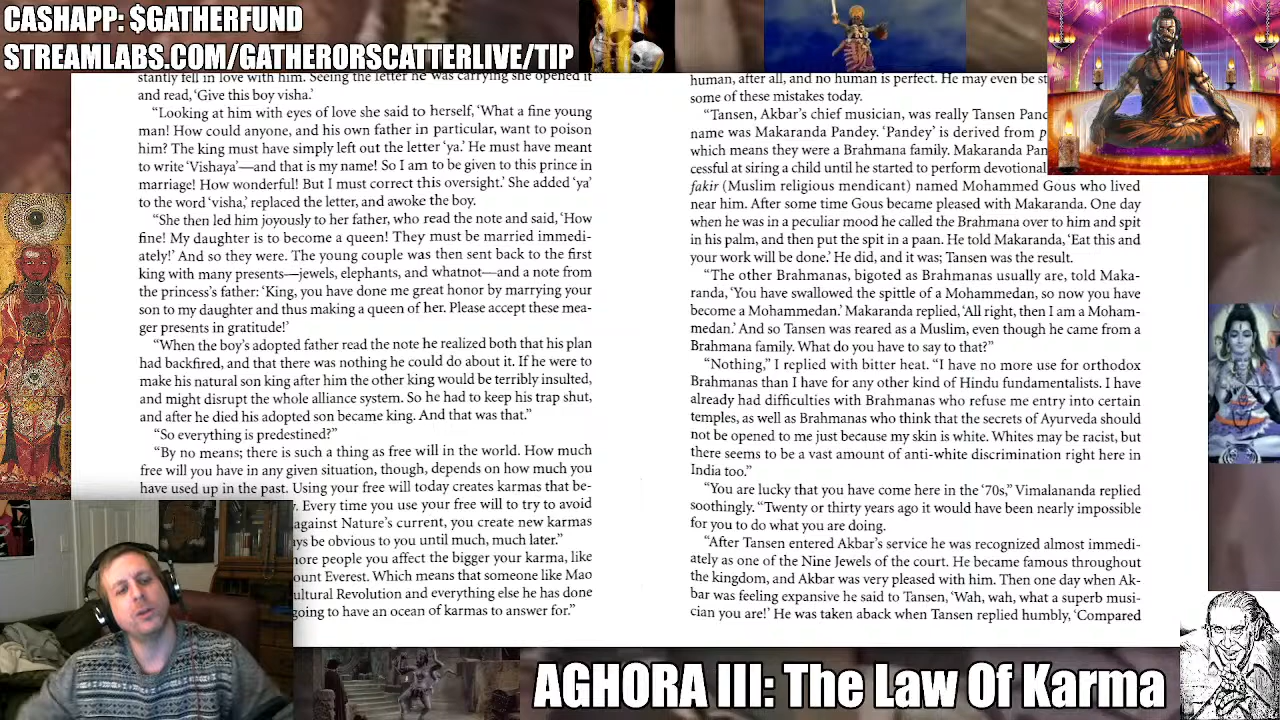 CASHAPP: $GATHERFUND
STREAMLABS.COM/GATHERORSCATTERLIVE/TIP
stantly fell in love with him. Seeing the letter he was carrying she opened it
and read, ‘Give this boy visha.’
“Looking at him with eyes of love she said to herself, ‘What a fine young
man! How could anyone, and his own father in particular, want to poison
him? The king must have simply left out the letter ‘ya.’ He must have meant
to write ‘Vishaya’—and that is my name! So I am to be given to this prince in
marriage! How wonderful! But I must correct this oversight.’ She added ‘ya’
to the word ‘visha,’ replaced the letter, and awoke the boy.
“She then led him joyously to her father, who read the note and said, ‘How
fine! My daughter is to become a queen! They must be married immedi-
ately!’ And so they were. The young couple was then sent back to the first
king with many presents—jewels, elephants, and whatnot—and a note from
the princess’s father: ‘King, you have done me great honor by marrying your
son to my daughter and thus making a queen of her. Please accept these mea-
ger presents in gratitude!’
“When the boy’s adopted father read the note he realized both that his plan
had backfired, and that there was nothing he could do about it. If he were to
make his natural son king after him the other king would be terribly insulted,
and might disrupt the whole alliance system. So he had to keep his trap shut,
and after he died his adopted son became king. And that was that.”
“So everything is predestined?”
“By no means; there is such a thing as free will in the world. How much
free will you have in any given situation, though, depends on how much you
have used up in the past. Using your free will today creates karmas that be-
Every time you use your free will to try to avoid
against Nature’s current, you create new karmas
be obvious to you until much, much later.”
people you affect the bigger your karma, like
Everest. Which means that someone like Mao
Revolution and everything else he has done
going to have an ocean of karmas to answer for.”
human, after all, and no human is perfect. He may even be
some of these mistakes today.
“Tansen, Akbar’s chief musician, was really Tansen
name was Makaranda Pandey. ‘Pandey’ is derived from
which means they were a Brahmana family. Makaranda
cessful at siring a child until he started to perform devotional
fakir (Muslim religious mendicant) named Mohammed Gous who lived
near him. After some time Gous became pleased with Makaranda. One day
when he was in a peculiar mood he called the Brahmana over to him and spit
in his palm, and then put the spit in a paan. He told Makaranda, ‘Eat this and
your work will be done.’ He did, and it was; Tansen was the result.
“The other Brahmanas, bigoted as Brahmanas usually are, told Maka-
randa, ‘You have swallowed the spittle of a Mohammedan, so now you have
become a Mohammedan.’ Makaranda replied, ‘All right, then I am a Moham-
medan.’ And so Tansen was reared as a Muslim, even though he came from a
Brahmana family. What do you have to say to that?”
“Nothing,” I replied with bitter heat. “I have no more use for orthodox
Brahmanas than I have for any other kind of Hindu fundamentalists. I have
already had difficulties with Brahmanas who refuse me entry into certain
temples, as well as Brahmanas who think that the secrets of Ayurveda should
not be opened to me just because my skin is white. Whites may be racist, but
there seems to be a vast amount of anti-white discrimination right here in
India too.”
“You are lucky that you have come here in the ’70s,” Vimalananda replied
soothingly. “Twenty or thirty years ago it would have been nearly impossible
for you to do what you are doing.
“After Tansen entered Akbar’s service he was recognized almost immedi-
ately as one of the Nine Jewels of the court. He became famous throughout
the kingdom, and Akbar was very pleased with him. Then one day when Ak-
bar was feeling expansive he said to Tansen, ‘Wah, wah, what a superb musi-
cian you are!’ He was taken aback when Tansen replied humbly, ‘Compared
AGHORA III: The Law Of Karma